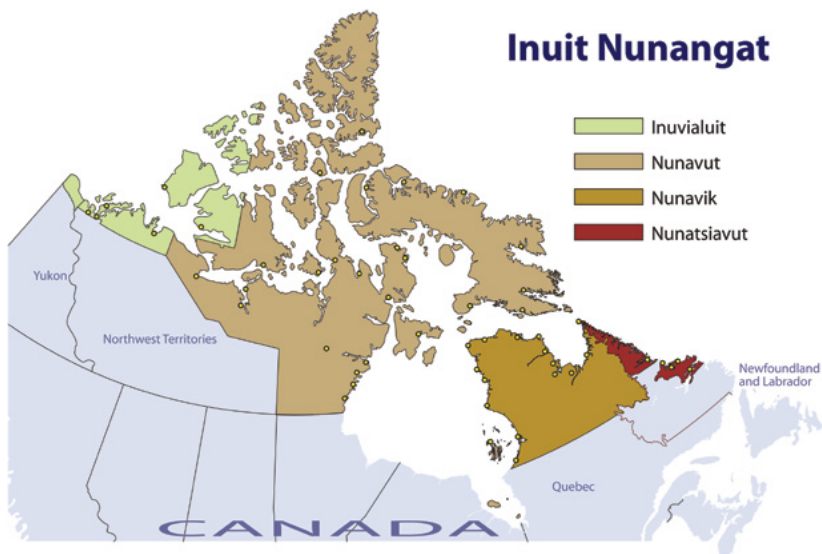 Inuit Nunangat
Inuvialuit
Nunavut
Nunavik
Nunatsiavut
Yukon
Northwest Territories
Newfoundland
and Labrador
Quebec
CANADA